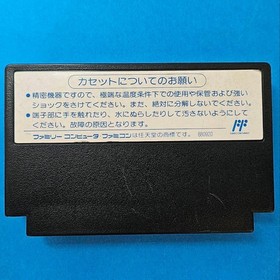 カセットについてのお願い
●精密機器ですので、極端な温度条件下での使用や保管および強い
ショックをさけてください。また、絶対に分解しないでください。
●端子部に手を触れたり、水にぬらしたりして汚さないようにして
ください。故障の原因となります。
ファミリーコンピュータ ファミコンは任天堂の商標です。